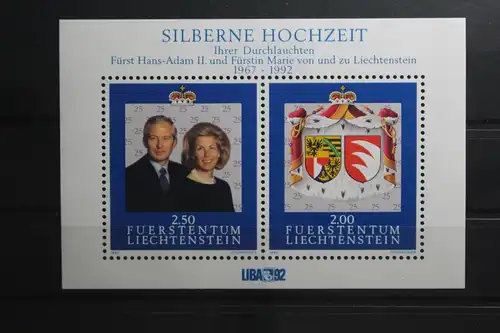 SILBERNE HOCHZEIT
Ihrer Durchlauchten
Fürst Hans-Adam II. und Fürstin Marie von und zu Liechtenstein
1967 - 1992
2.50
FUERSTENTUM
LIECHTENSTEIN
2.00
FUERSTENTUM
LIECHTENSTEIN
LIBA 92